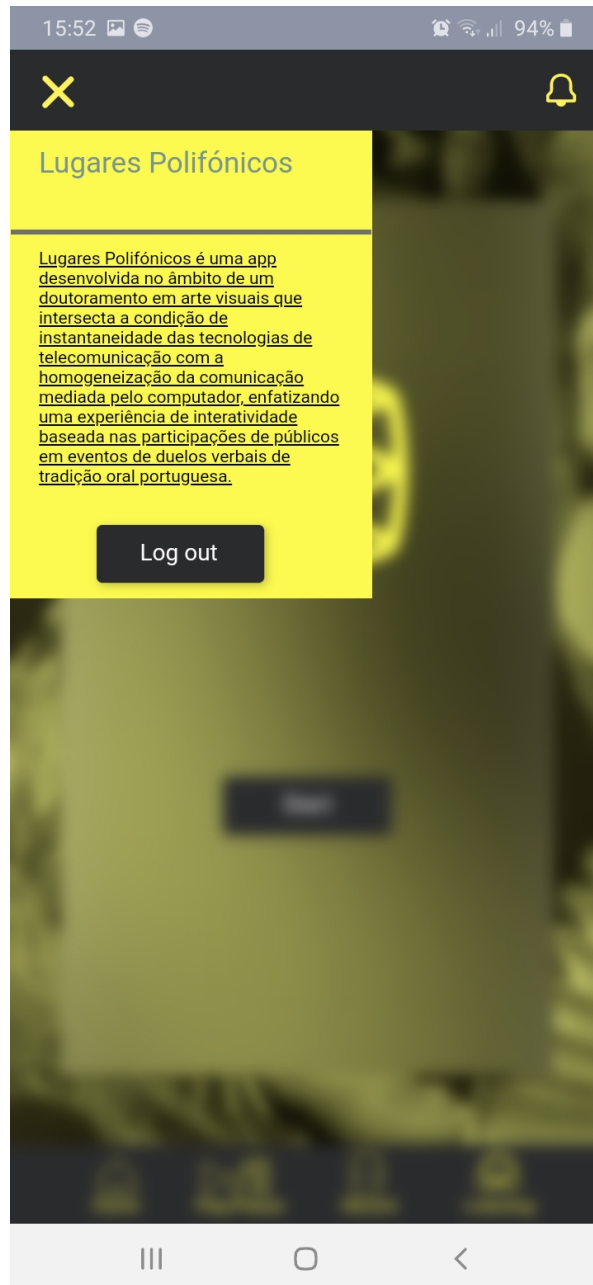 15:52
94%
Lugares Polifónicos
Lugares Polifónicos é uma app
desenvolvida no âmbito de um
doutoramento em arte visuais que
intersecta a condição de
instantaneidade das tecnologias de
telecomunicação com a
homogeneização da comunicação
mediada pelo computador, enfatizando
uma experiência de interatividade
baseada nas participações de públicos
em eventos de duelos verbais de
tradição oral portuguesa.
Log out